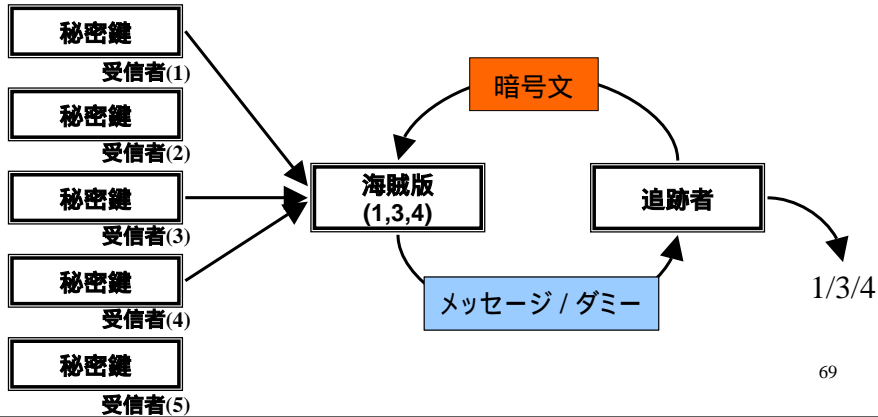 秘密鍵
受信者(1)
秘密鍵
受信者(2)
秘密鍵
受信者(3)
秘密鍵
受信者(4)
秘密鍵
受信者(5)
暗号文
海賊版
(1,3,4)
追跡者
メッセージ / ダミー
1/3/4
69